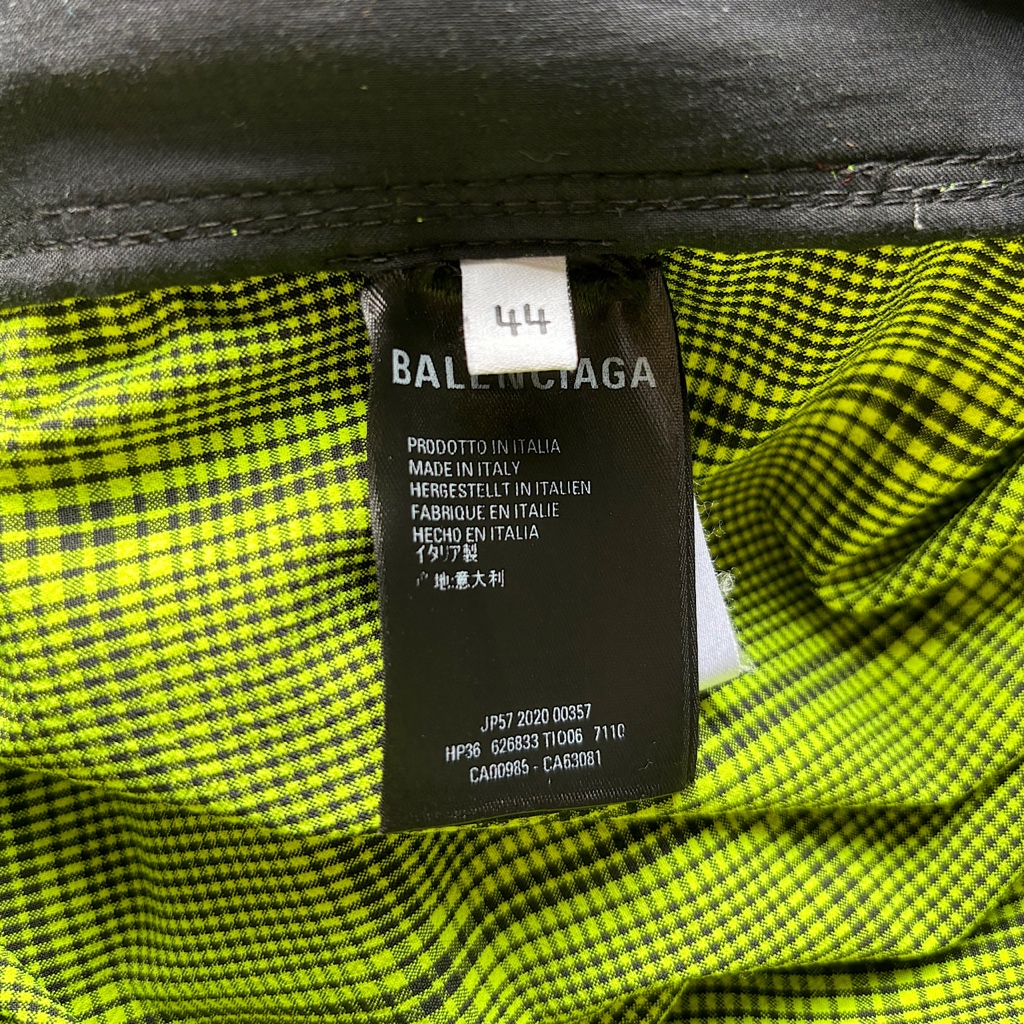 44
BALENCIAGA
PRODOTTO IN ITALIA
MADE IN ITALY
HERGESTELLT IN ITALIEN
FABRIQUE EN ITALIE
HECHO EN ITALIA
イタリア製
地:意大利
JP57 2020 00357
HP36 626833 TIO06 7110
CA00985 - CA63081